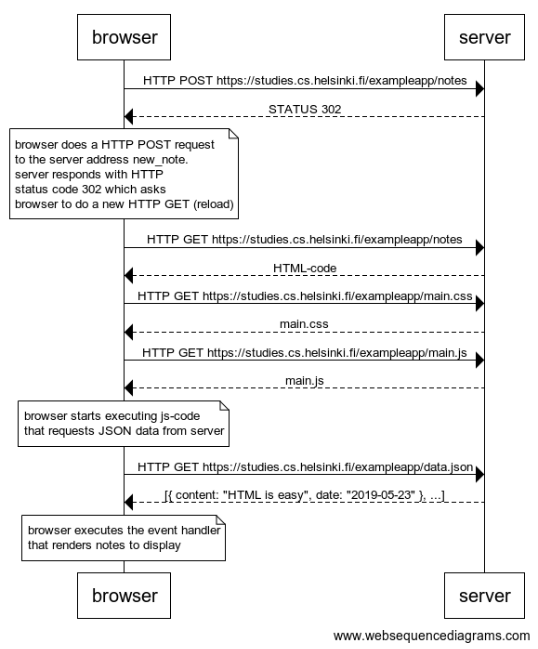 browser
server
HTTP POST https://studies.cs.helsinki.fi/exampleapp/notes
STATUS 302
browser does a HTTP POST request
to the server address new_note.
server responds with HTTP
status code 302 which asks
browser to do a new HTTP GET (reload)
HTTP GET https://studies.cs.helsinki.fi/exampleapp/notes
HTML-code
HTTP GET https://studies.cs.helsinki.fi/exampleapp/main.css
main.css
HTTP GET https://studies.cs.helsinki.fi/exampleapp/main.js
main.js
browser starts executing js-code
that requests JSON data from server
HTTP GET https://studies.cs.helsinki.fi/exampleapp/data.json
[{ content: "HTML is easy", date: "2019-05-23" }, ...]
browser executes the event handler
that renders notes to display
browser
server
www.websequencediagrams.com